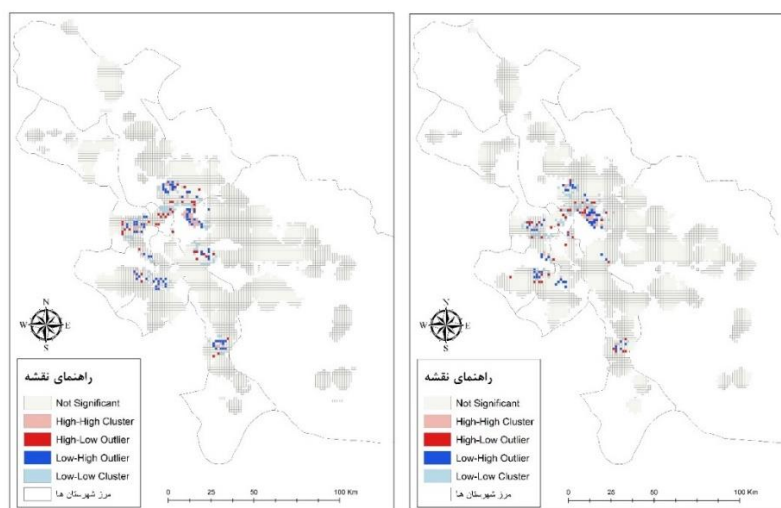 N
W E
S
راهنمای نقشه
Not Significant
High-High Cluster
High-Low Outlier
Low-High Outlier
Low-Low Cluster
مرز شهرستان ها
0 25 50 100 Km
N
W E
S
راهنمای نقشه
Not Significant
High-High Cluster
High-Low Outlier
Low-High Outlier
Low-Low Cluster
مرز شهرستان ها
0 25 50 100 Km